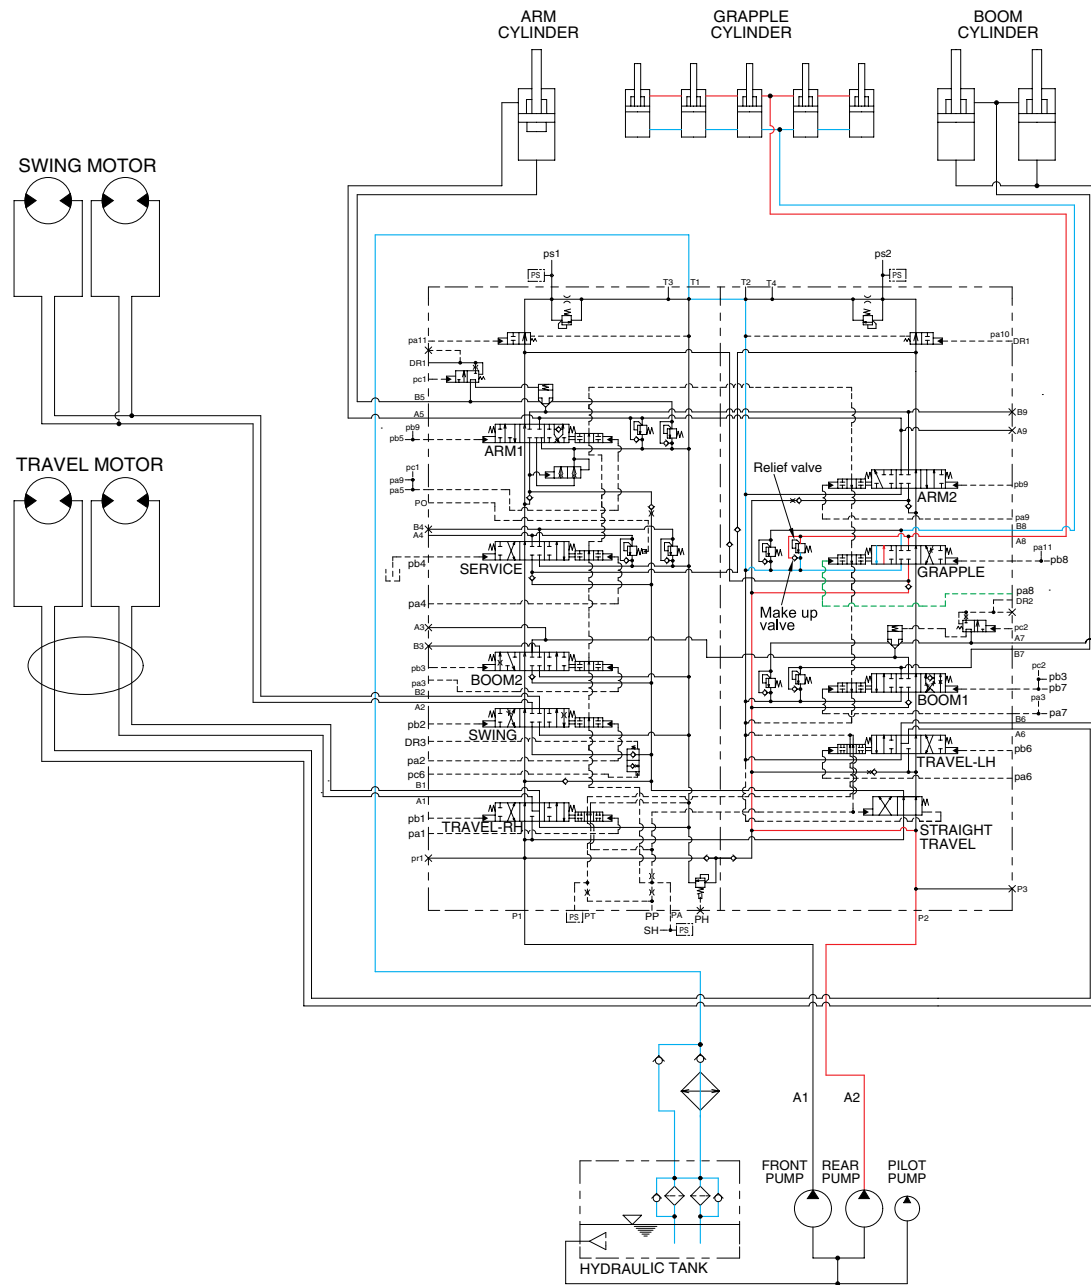 ARM
CYLINDER
GRAPPLE
CYLINDER
BOOM
CYLINDER
SWING MOTOR
TRAVEL MOTOR
ps1
PS
ps2
PS
T3
T1
T2
T4
pa11
DR1
pc1
B5
A5
pb9
pb5
ARM1
pc1
pa9
pa5
PO
B4
A4
SERVICE
pb4
pa4
A3
B3
pb3
BOOM2
pa3
B2
A2
pb2
SWING
DR3
pa2
pc6
B1
A1
pb1
TRAVEL-RH
pa1
pr1
pa10
DR1
B9
A9
Relief valve
ARM2
pb9
pa9
B8
A8
pa11
pb8
GRAPPLE
Make up
valve
pa8
DR2
pc2
A7
B7
pc2
pb3
pb7
BOOM1
pa3
pa7
B6
A6
pb6
TRAVEL-LH
pa6
STRAIGHT
TRAVEL
P3
P1
PS
PT
PP
PA
PH
P2
SH
PS
A1
A2
FRONT
PUMP
REAR
PUMP
PILOT
PUMP
HYDRAULIC TANK